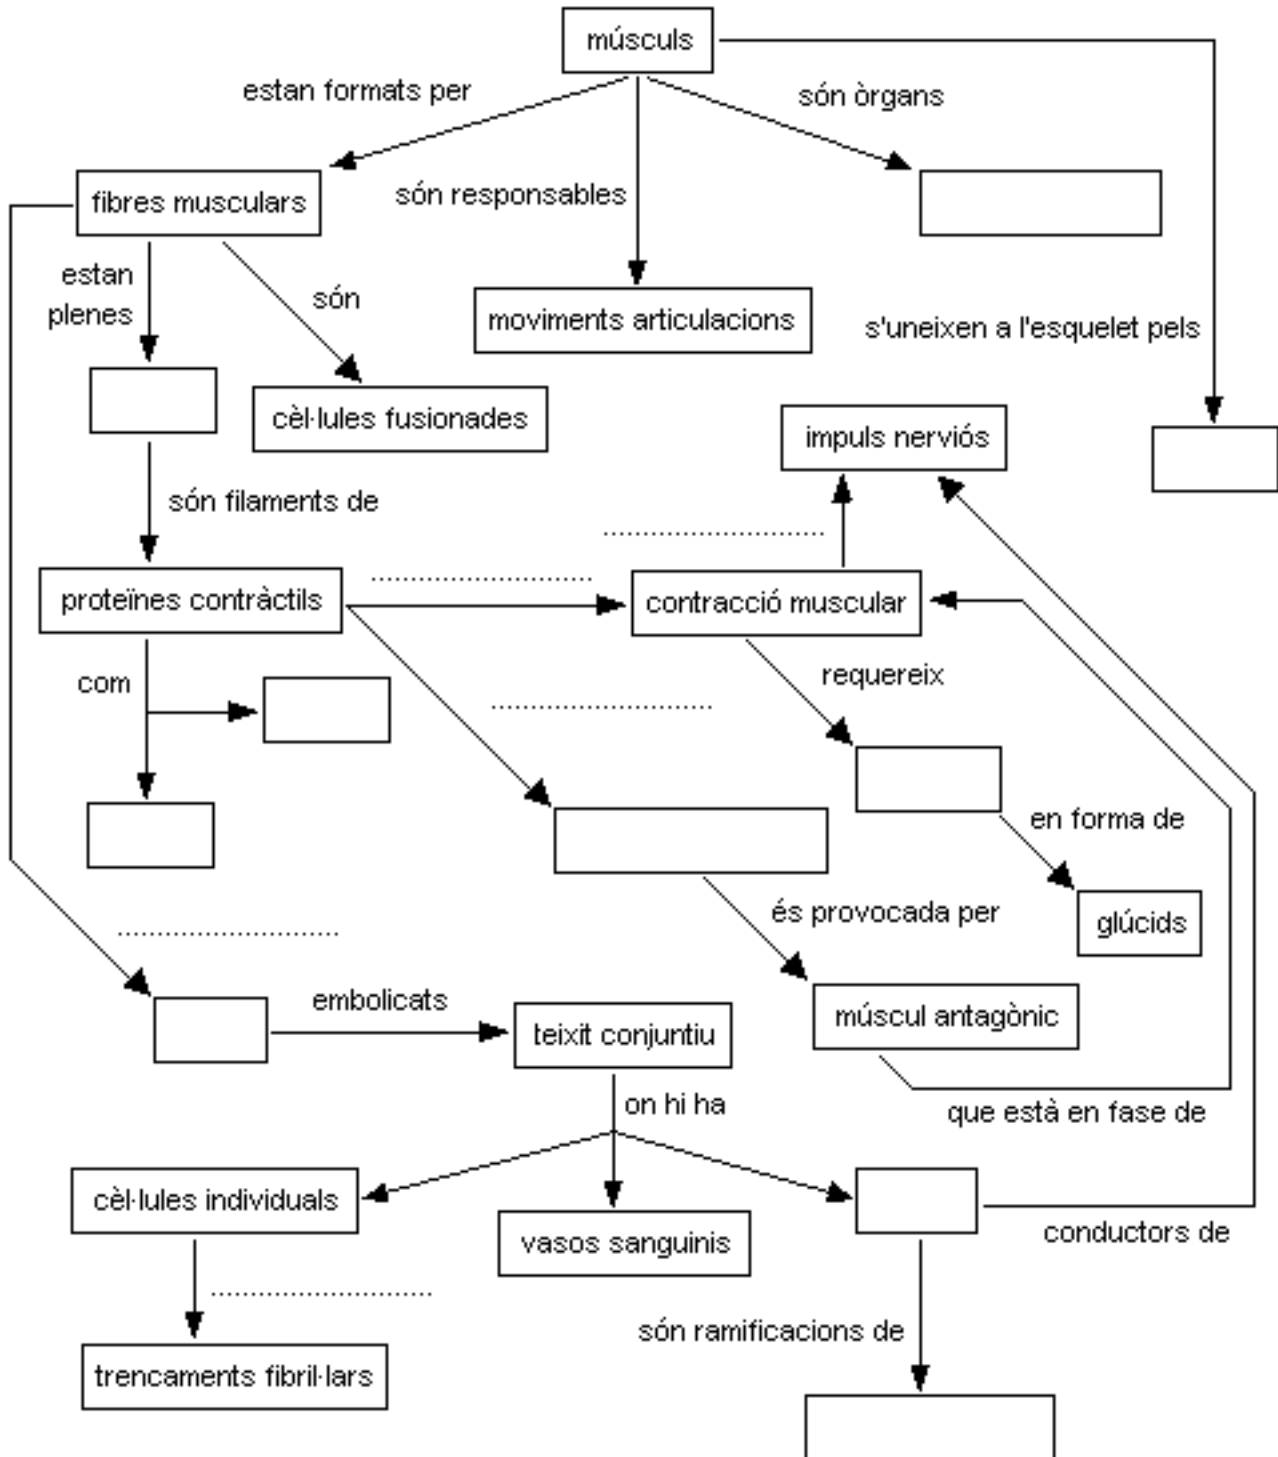 músculs
estan formats per
són òrgans
fibres musculars
són responsables
estan
plenes
són
moviments articulacions
s'uneixen a l'esquelet pels
cèl·lules fusionades
impuls nerviós
són filaments de
proteïnes contràctils
contracció muscular
com
requereix
en forma de
és provocada per
glúcids
embolicats
teixit conjuntiu
múscul antagònic
on hi ha
que està en fase de
cèl·lules individuals
vasos sanguinis
conductors de
són ramificacions de
trencaments fibril·lars